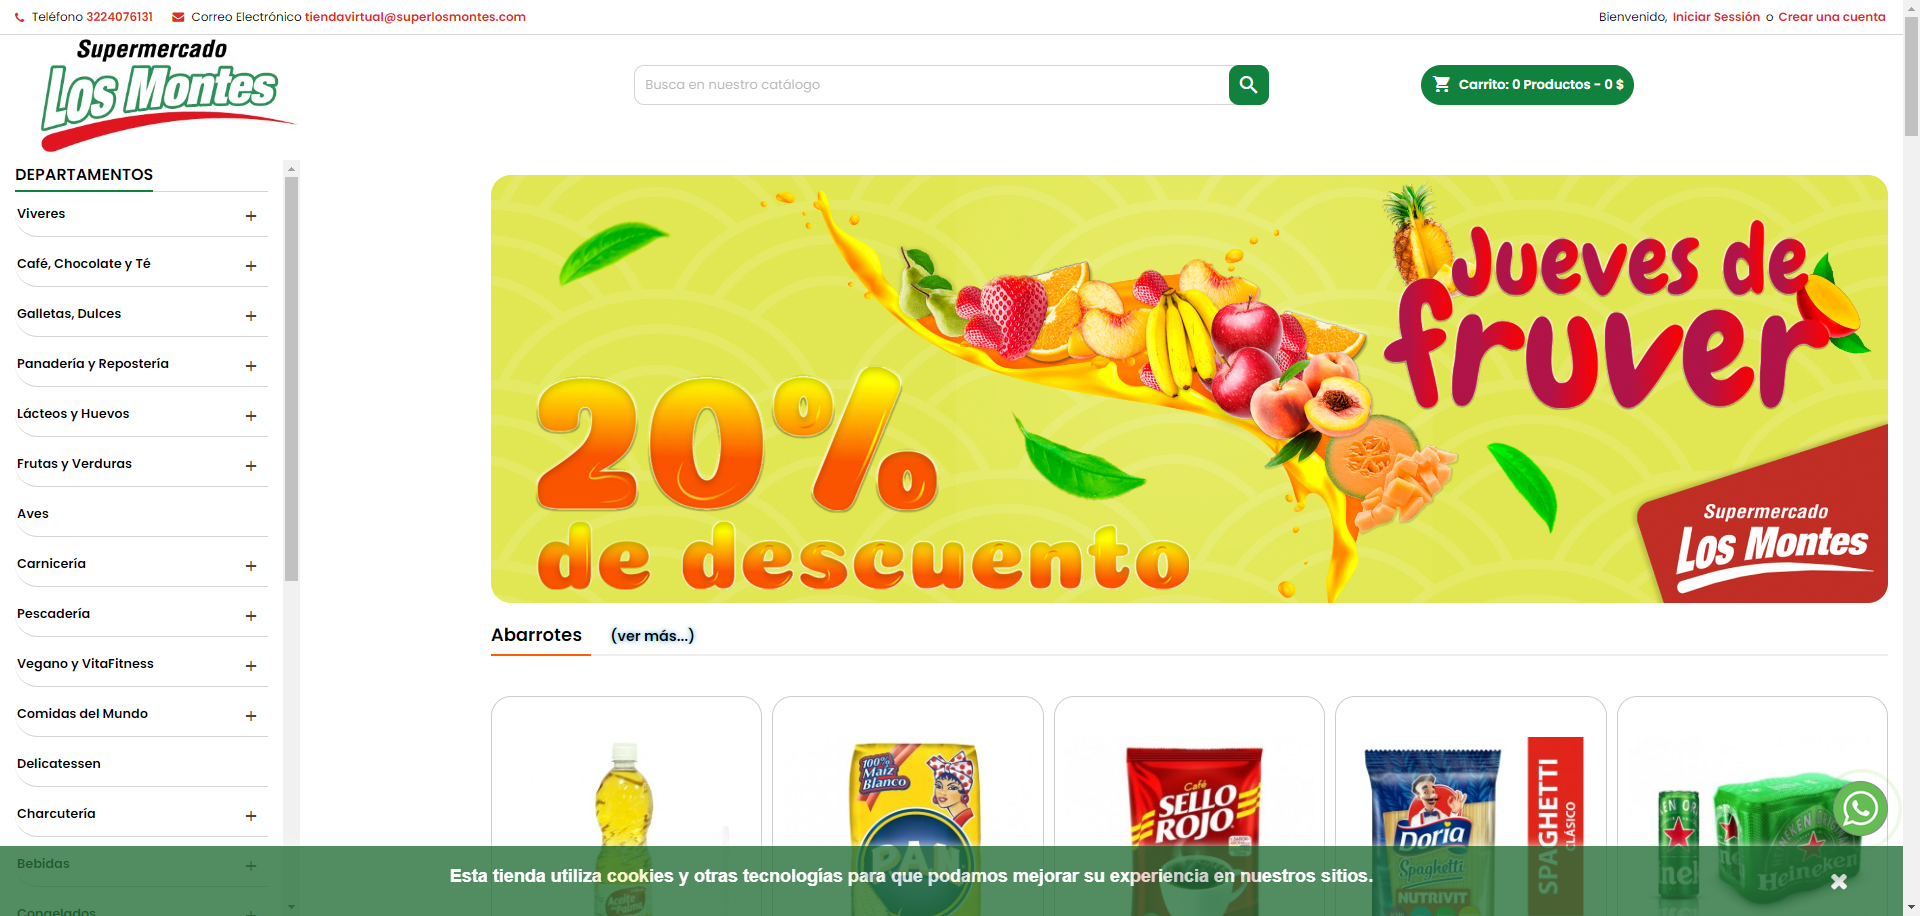 Teléfono 3224076131 Correo Electrónico tiendavirtual@superlosmontes.com
Bienvenido, Iniciar Sessión o Crear una cuenta
Supermercado
Los Montes
Busca en nuestro catálogo
Carrito: 0 Productos - 0 $
DEPARTAMENTOS
Viveres
Café, Chocolate y Té
Galletas, Dulces
Panadería y Repostería
Lácteos y Huevos
Frutas y Verduras
Aves
Carnicería
Pescadería
Vegano y VitaFitness
Comidas del Mundo
Delicatessen
Charcutería
Bebidas
Congelados
Jueves de
fruver
20%
de descuento
Supermercado
Los Montes
Abarrotes (ver más...)
100%
Maíz
Blanco
PAN
Café
SELLO
ROJO
Doria
Spaghetti
NUTRIVIT
SPAGHETTI
CLÁSICO
Heineken
Aceite
de Palma
Esta tienda utiliza cookies y otras tecnologías para que podamos mejorar su experiencia en nuestros sitios.